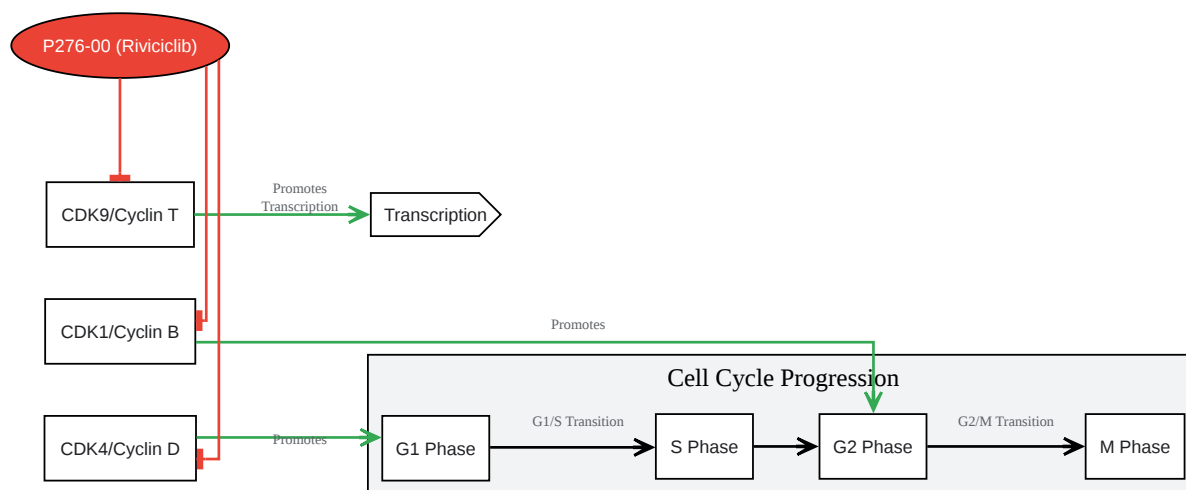 P276-00 (Riviciclib)
Promotes
Transcription
CDK9/Cyclin T
Transcription
CDK1/Cyclin B
Promotes
Cell Cycle Progression
CDK4/Cyclin D
Promotes
G1 Phase
G1/S Transition
S Phase
G2 Phase
G2/M Transition
M Phase